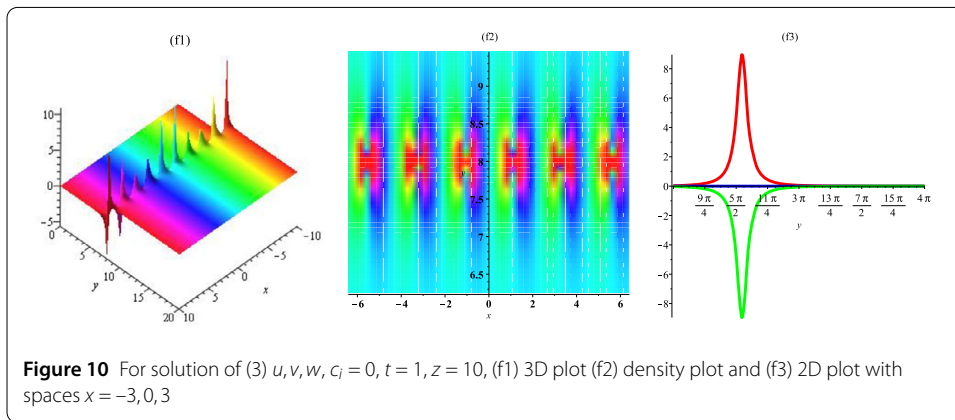 (f1)
10
5
0
-5
0
5
10
15
20
y
10
5
0
-5
-10
x
(f2)
9
8.5
8
7.5
7
6.5
-6
-4
-2
0
2
4
6
x
(f3)
8
6
4
2
0
-2
-4
-6
-8
9π/4
5π/2
11π/4
3π
13π/4
7π/2
15π/4
4π
y
Figure 10 For solution of (3) u, v, w, cᵢ = 0, t = 1, z = 10, (f1) 3D plot (f2) density plot and (f3) 2D plot with
spaces x = –3, 0, 3